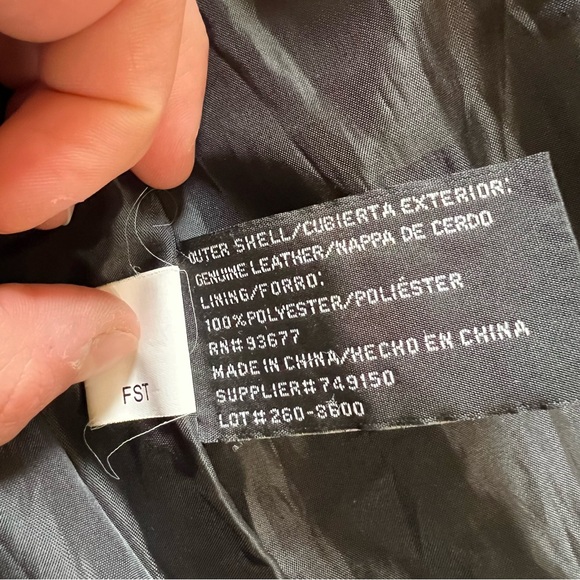 OUTER SHELL/CUBIERTA EXTERIOR:
GENUINE LEATHER/NAPPA DE CERDO
LINING/FORRO:
100%POLYESTER/POLIÉSTER
RN# 93677
MADE IN CHINA/HECHO EN CHINA
SUPPLIER# 749150
LOT# 260-3600
FST